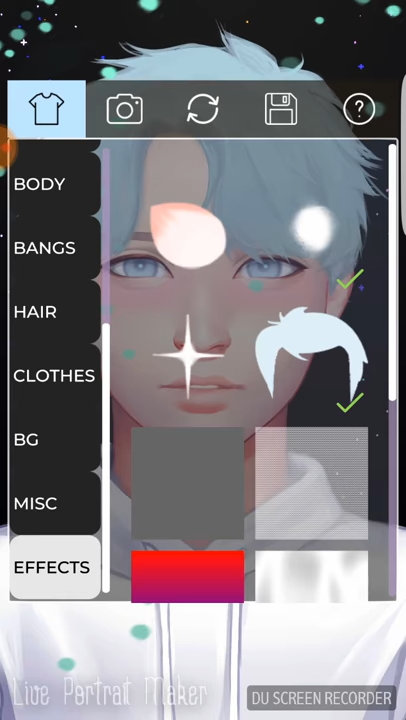 BODY
BANGS
HAIR
CLOTHES
BG
MISC
EFFECTS
Live Portrait Maker
DU SCREEN RECORDER